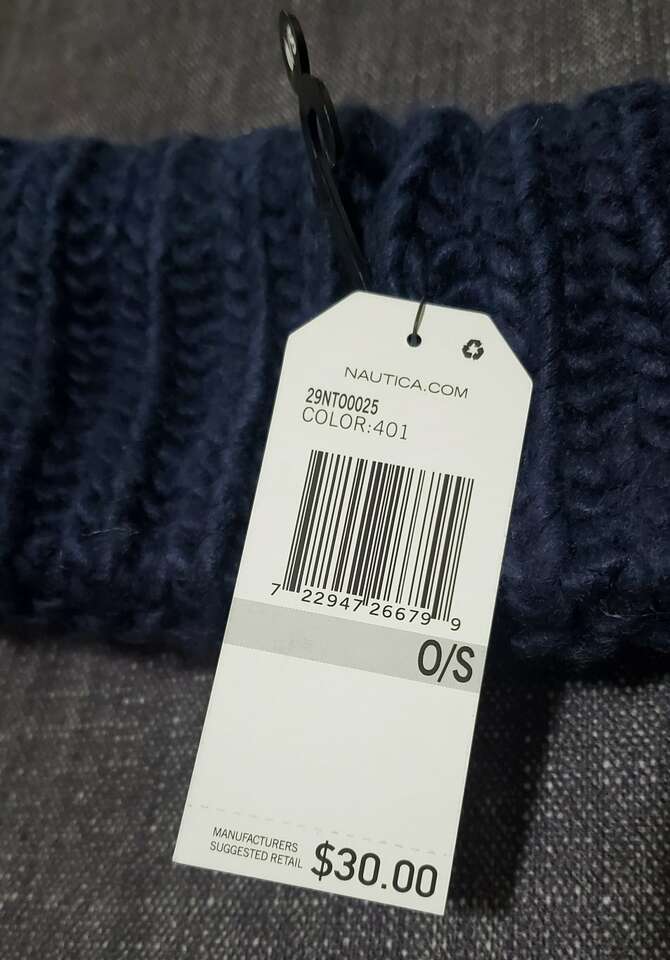 NAUTICA.COM
29NT00025
COLOR:401
7 22947 26679 9
O/S
MANUFACTURERS
SUGGESTED RETAIL $30.00